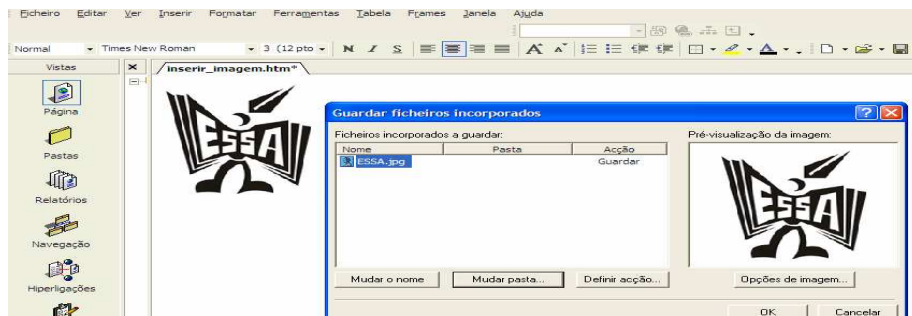 Ficheiro Editar Ver Inserir Formatar Ferramentas Tabela Frames Janela Ajuda
Normal Times New Roman 3 (12 pto N I S A A A
Vistas
inserir_imagem.htm*
Página
Pastas
Relatórios
Navegação
Hiperligações
ESSA
Guardar ficheiros incorporados
Ficheiros incorporados a guardar:
Nome Pasta Acção
ESSA.jpg Guardar
Mudar o nome Mudar pasta... Definir acção...
Pré-visualização da imagem:
ESSA
Opções de imagem...
OK Cancelar